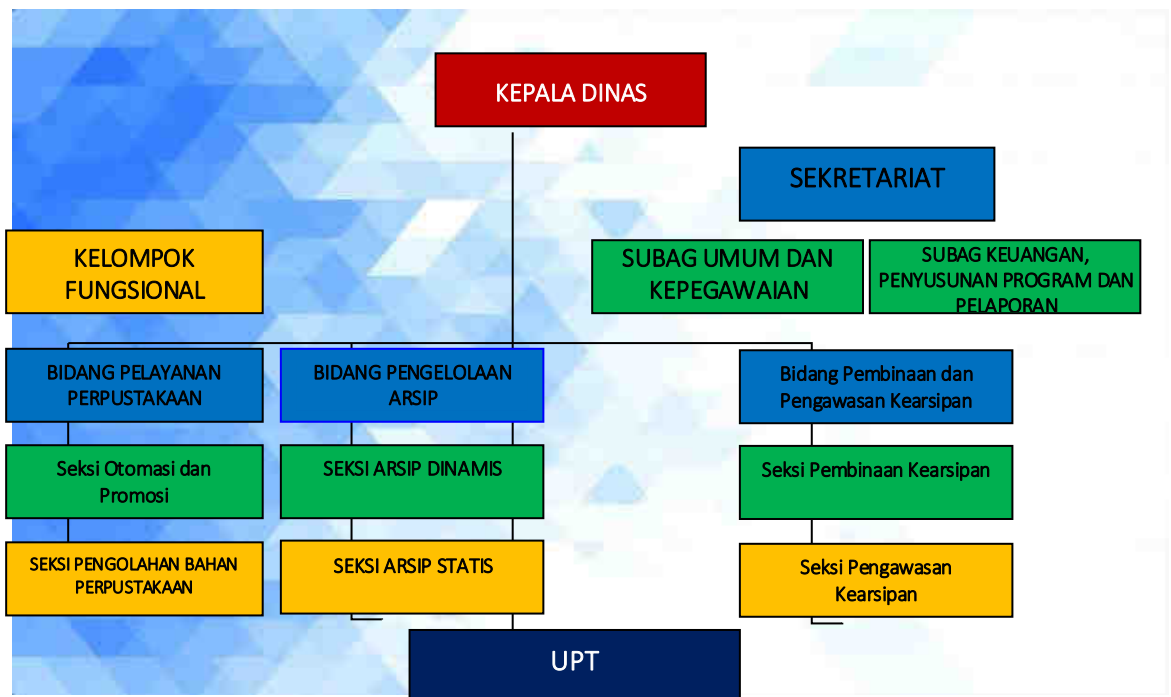 KEPALA DINAS
SEKRETARIAT
KELOMPOK
FUNGSIONAL
SUBAG UMUM DAN
KEPEGAWAIAN
SUBAG KEUANGAN,
PENYUSUNAN PROGRAM DAN
PELAPORAN
BIDANG PELAYANAN
PERPUSTAKAAN
BIDANG PENGELOLAAN
ARSIP
Bidang Pembinaan dan
Pengawasan Kearsipan
Seksi Otomasi dan
Promosi
SEKSI ARSIP DINAMIS
Seksi Pembinaan Kearsipan
SEKSI PENGOLAHAN BAHAN
PERPUSTAKAAN
SEKSI ARSIP STATIS
Seksi Pengawasan
Kearsipan
UPT